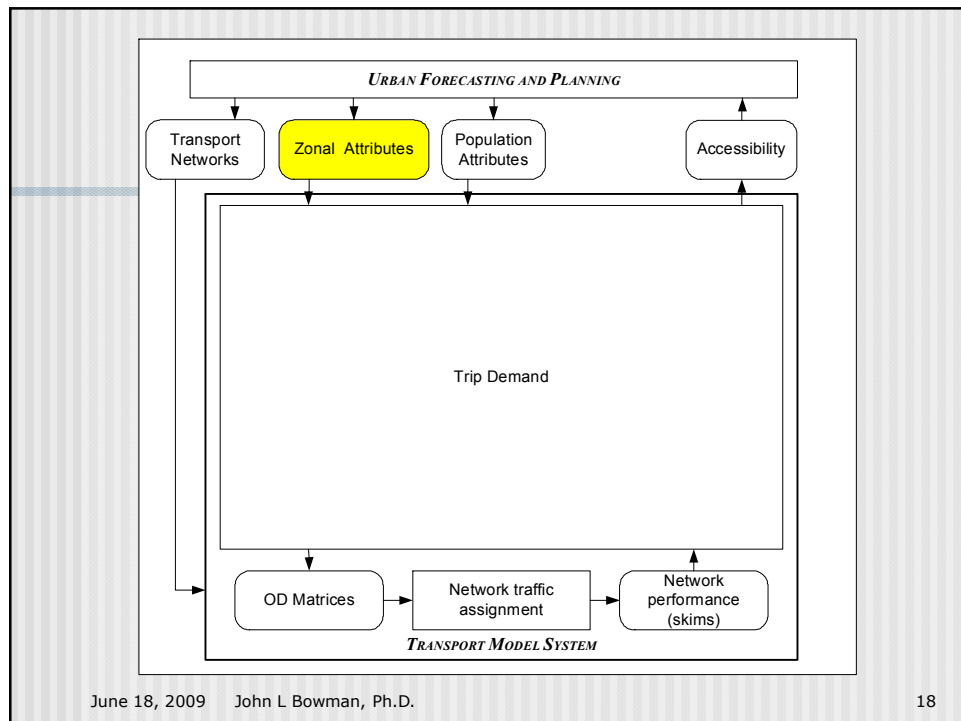 URBAN FORECASTING AND PLANNING
Transport
Networks
Zonal Attributes
Population
Attributes
Accessibility
Trip Demand
OD Matrices
Network traffic
assignment
Network
performance
(skims)
TRANSPORT MODEL SYSTEM
June 18, 2009 John L Bowman, Ph.D. 18